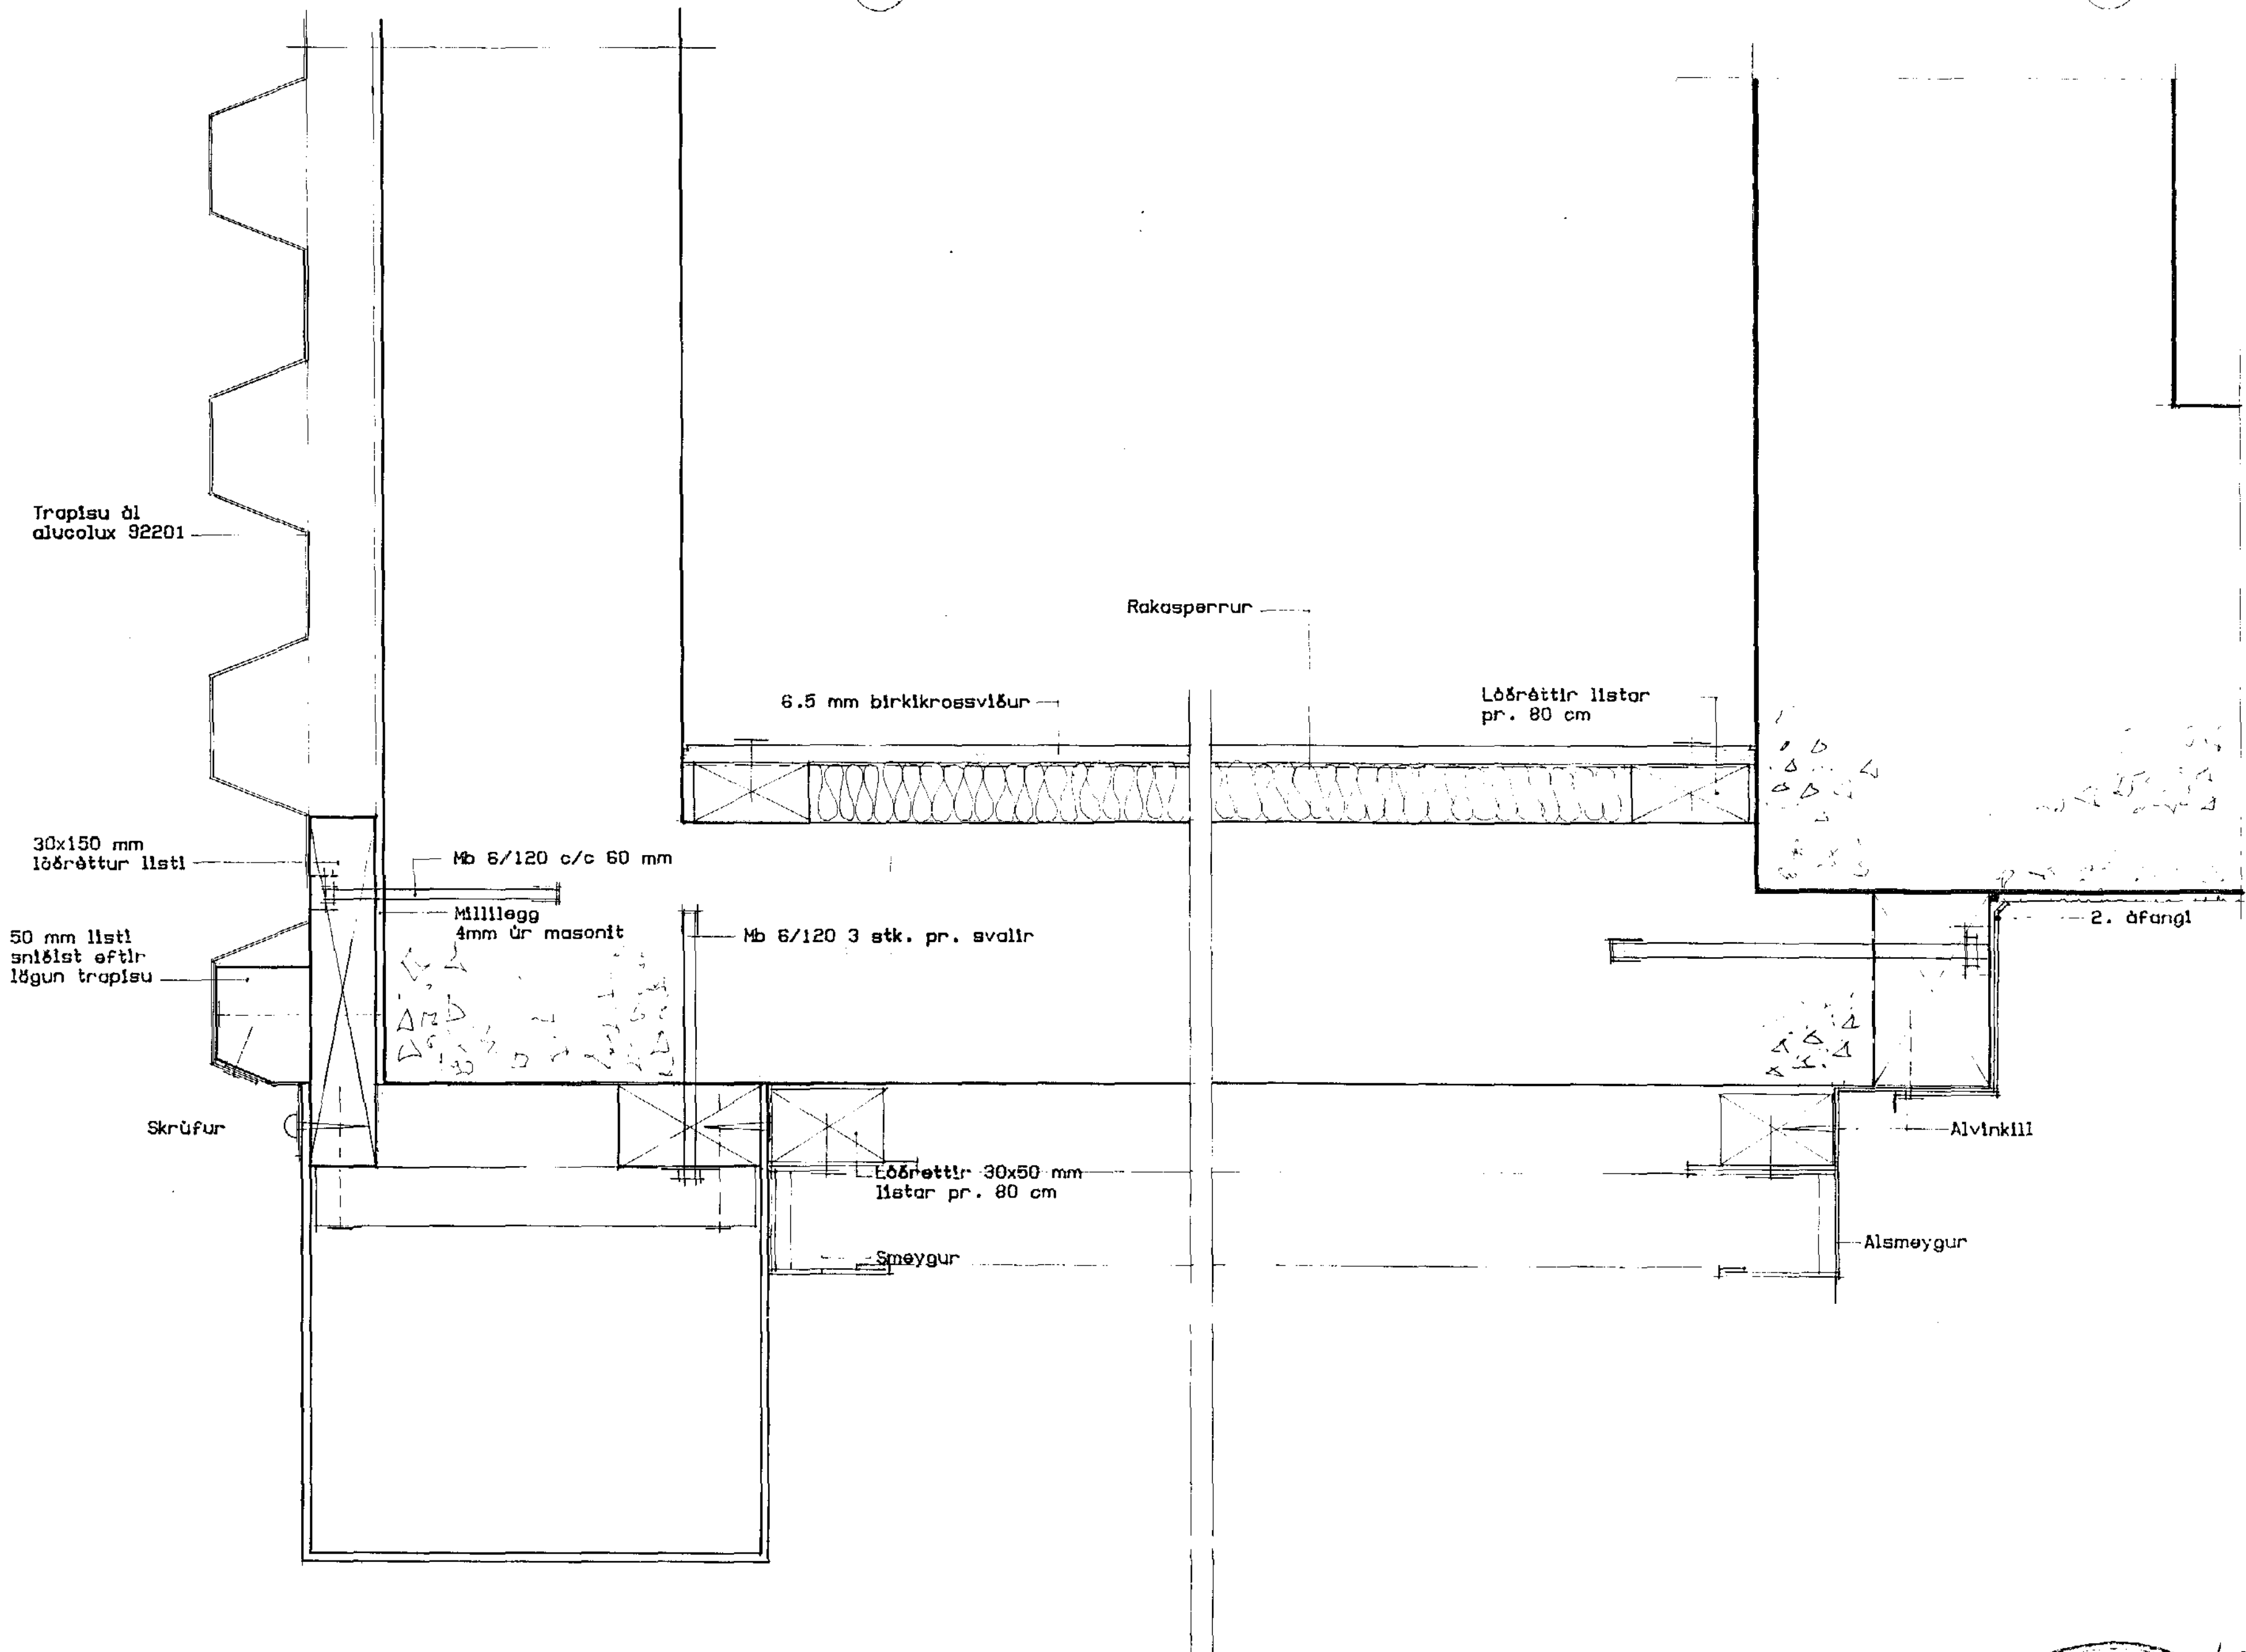 Trapísu ál
alucolux 92201
Rakasperrur
6.5 mm birkikrossviður
Lóðréttir listar
pr. 80 cm
30x150 mm
lóðréttur listi
Mb 6/120 c/c 60 mm
Millilegg
4mm úr masonit
Mb 6/120 3 stk. pr. svalir
50 mm listi
sniðist eftir
lögun trapisu
2. áfangi
Skrúfur
Alvinkill
Lóðrettir 30x50 mm
listar pr. 80 cm
Smeygur
Alsmeygur